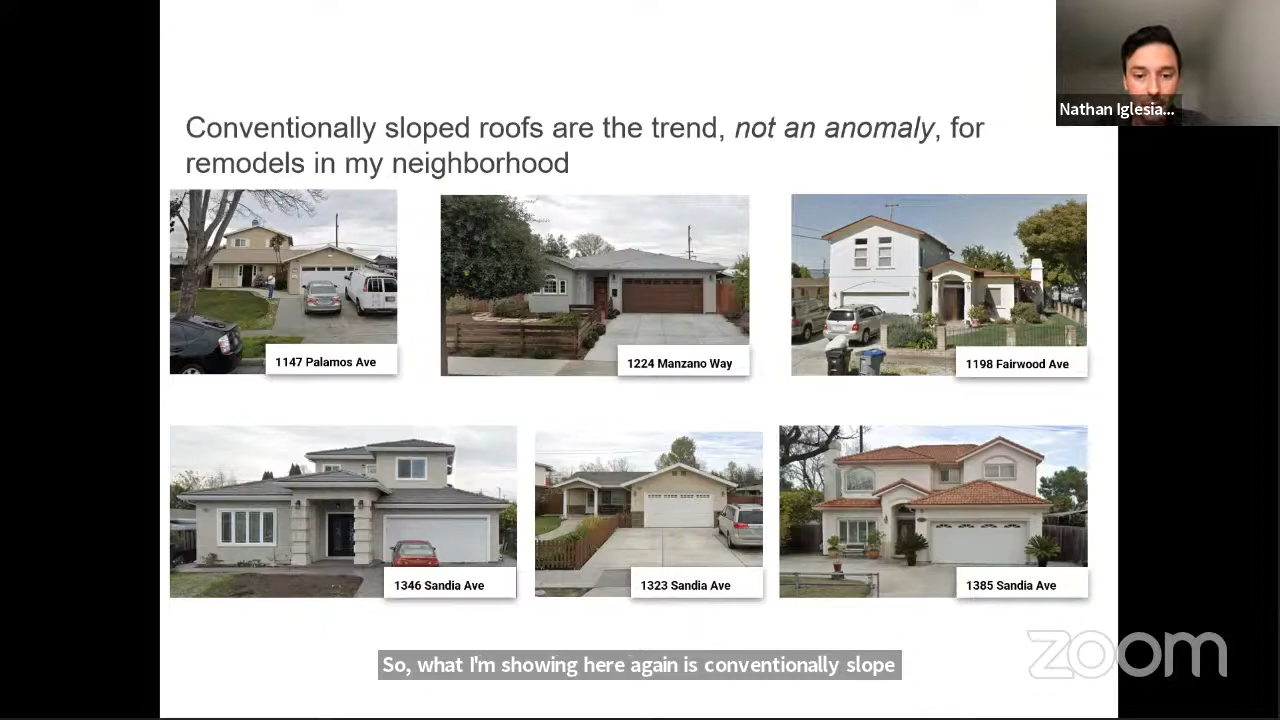 Conventionally sloped roofs are the trend, not an anomaly, for
remodels in my neighborhood
Nathan Iglesia...
1147 Palamos Ave
1224 Manzano Way
1198 Fairwood Ave
1346 Sandia Ave
1323 Sandia Ave
1385 Sandia Ave
zoom
So, what I'm showing here again is conventionally slope